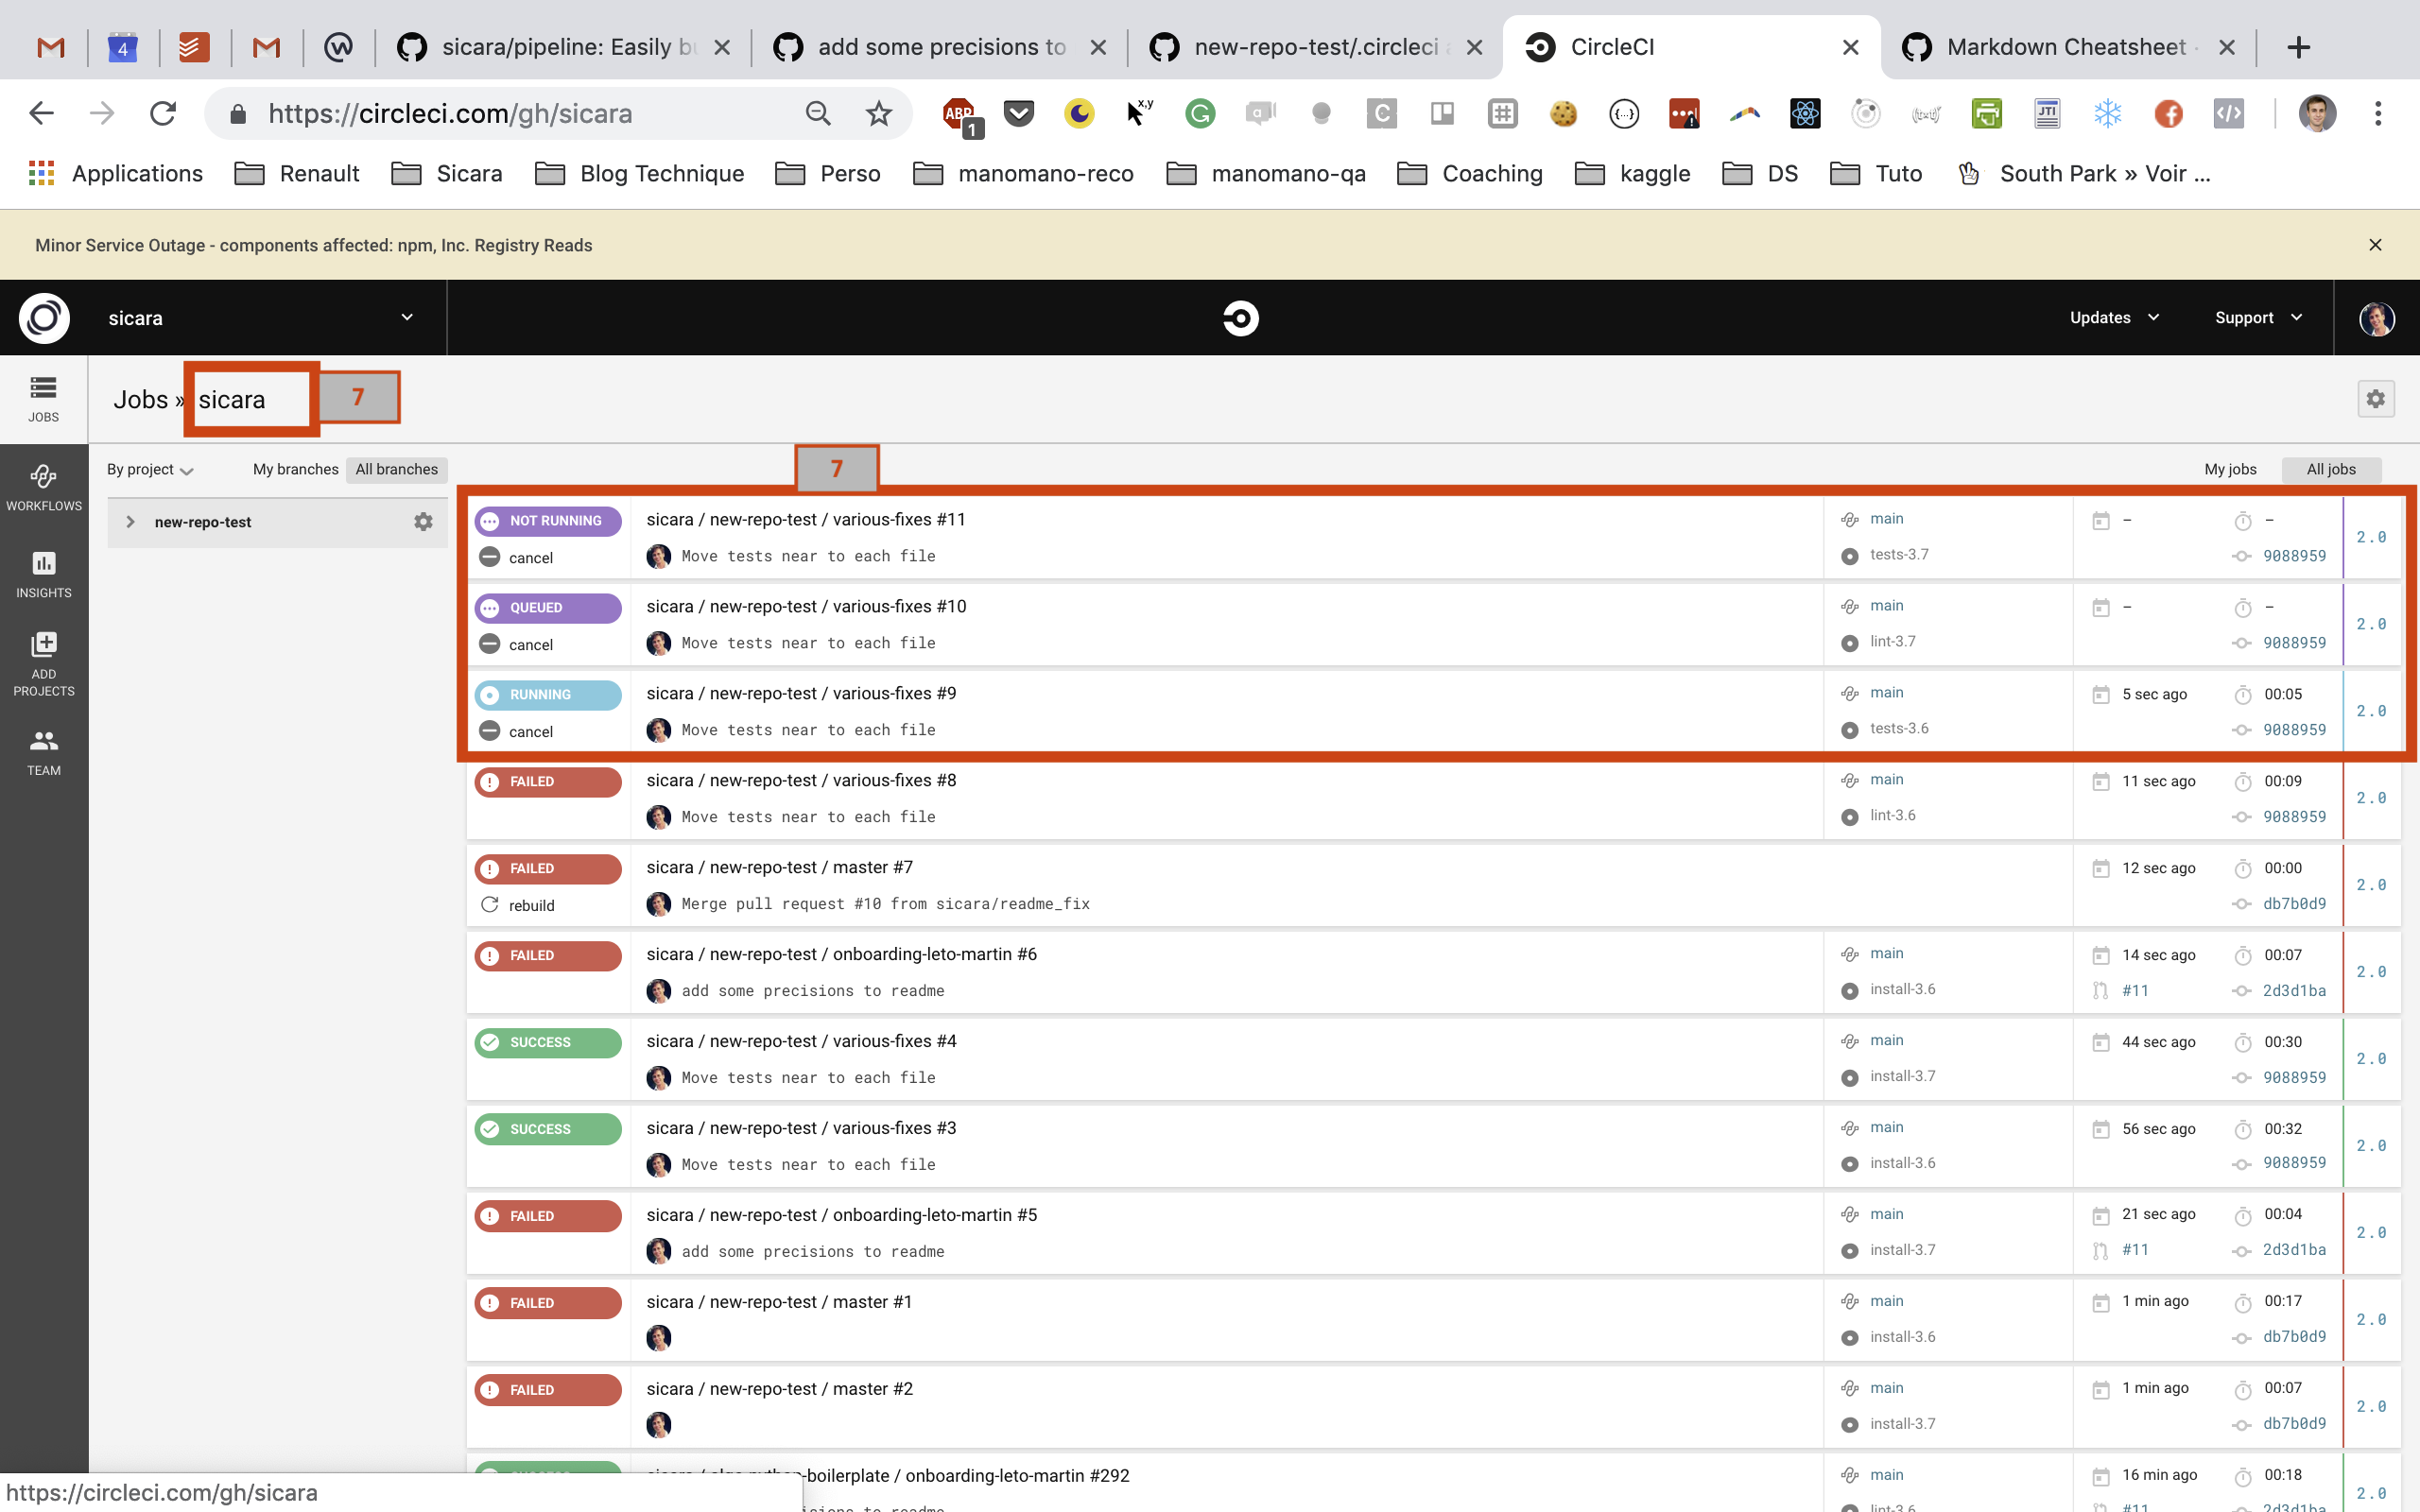 4
sicara/pipeline: Easily
add some precisions to
new-repo-test/.circleci
CircleCI
Markdown Cheatsheet
https://circleci.com/gh/sicara
ABP
1
x,y
JTI
Applications
Renault
Sicara
Blog Technique
Perso
manomano-reco
manomano-qa
Coaching
kaggle
DS
Tuto
South Park » Voir ...
Minor Service Outage - components affected: npm, Inc. Registry Reads
sicara
Updates
Support
JOBS
Jobs » sicara
7
WORKFLOWS
INSIGHTS
ADD
PROJECTS
TEAM
By project
My branches
All branches
7
My jobs
All jobs
new-repo-test
NOT RUNNING
sicara / new-repo-test / various-fixes #11
main
–
–
cancel
Move tests near to each file
tests-3.7
9088959
2.0
QUEUED
sicara / new-repo-test / various-fixes #10
main
–
–
cancel
Move tests near to each file
lint-3.7
9088959
2.0
RUNNING
sicara / new-repo-test / various-fixes #9
main
5 sec ago
00:05
cancel
Move tests near to each file
tests-3.6
9088959
2.0
FAILED
sicara / new-repo-test / various-fixes #8
main
11 sec ago
00:09
Move tests near to each file
lint-3.6
9088959
2.0
FAILED
sicara / new-repo-test / master #7
12 sec ago
00:00
rebuild
Merge pull request #10 from sicara/readme_fix
db7b0d9
2.0
FAILED
sicara / new-repo-test / onboarding-leto-martin #6
main
14 sec ago
00:07
add some precisions to readme
install-3.6
#11
2d3d1ba
2.0
SUCCESS
sicara / new-repo-test / various-fixes #4
main
44 sec ago
00:30
Move tests near to each file
install-3.7
9088959
2.0
SUCCESS
sicara / new-repo-test / various-fixes #3
main
56 sec ago
00:32
Move tests near to each file
install-3.6
9088959
2.0
FAILED
sicara / new-repo-test / onboarding-leto-martin #5
main
21 sec ago
00:04
add some precisions to readme
install-3.7
#11
2d3d1ba
2.0
FAILED
sicara / new-repo-test / master #1
main
1 min ago
00:17
install-3.6
db7b0d9
2.0
FAILED
sicara / new-repo-test / master #2
main
1 min ago
00:07
install-3.7
db7b0d9
2.0
-boilerplate / onboarding-leto-martin #292
main
16 min ago
00:18
2.0
https://circleci.com/gh/sicara